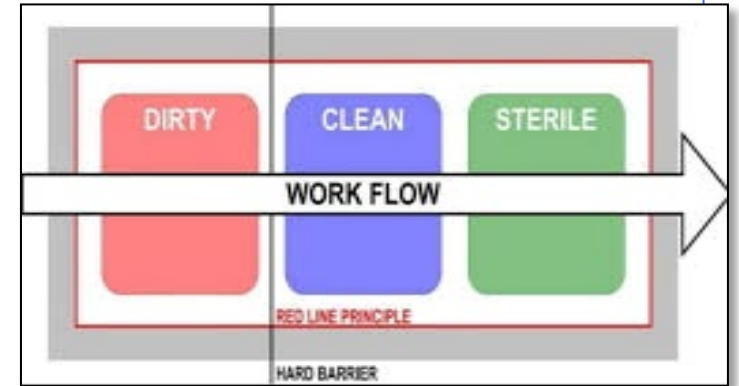 DIRTY CLEAN STERILE
WORK FLOW
RED LINE PRINCIPLE
HARD BARRIER